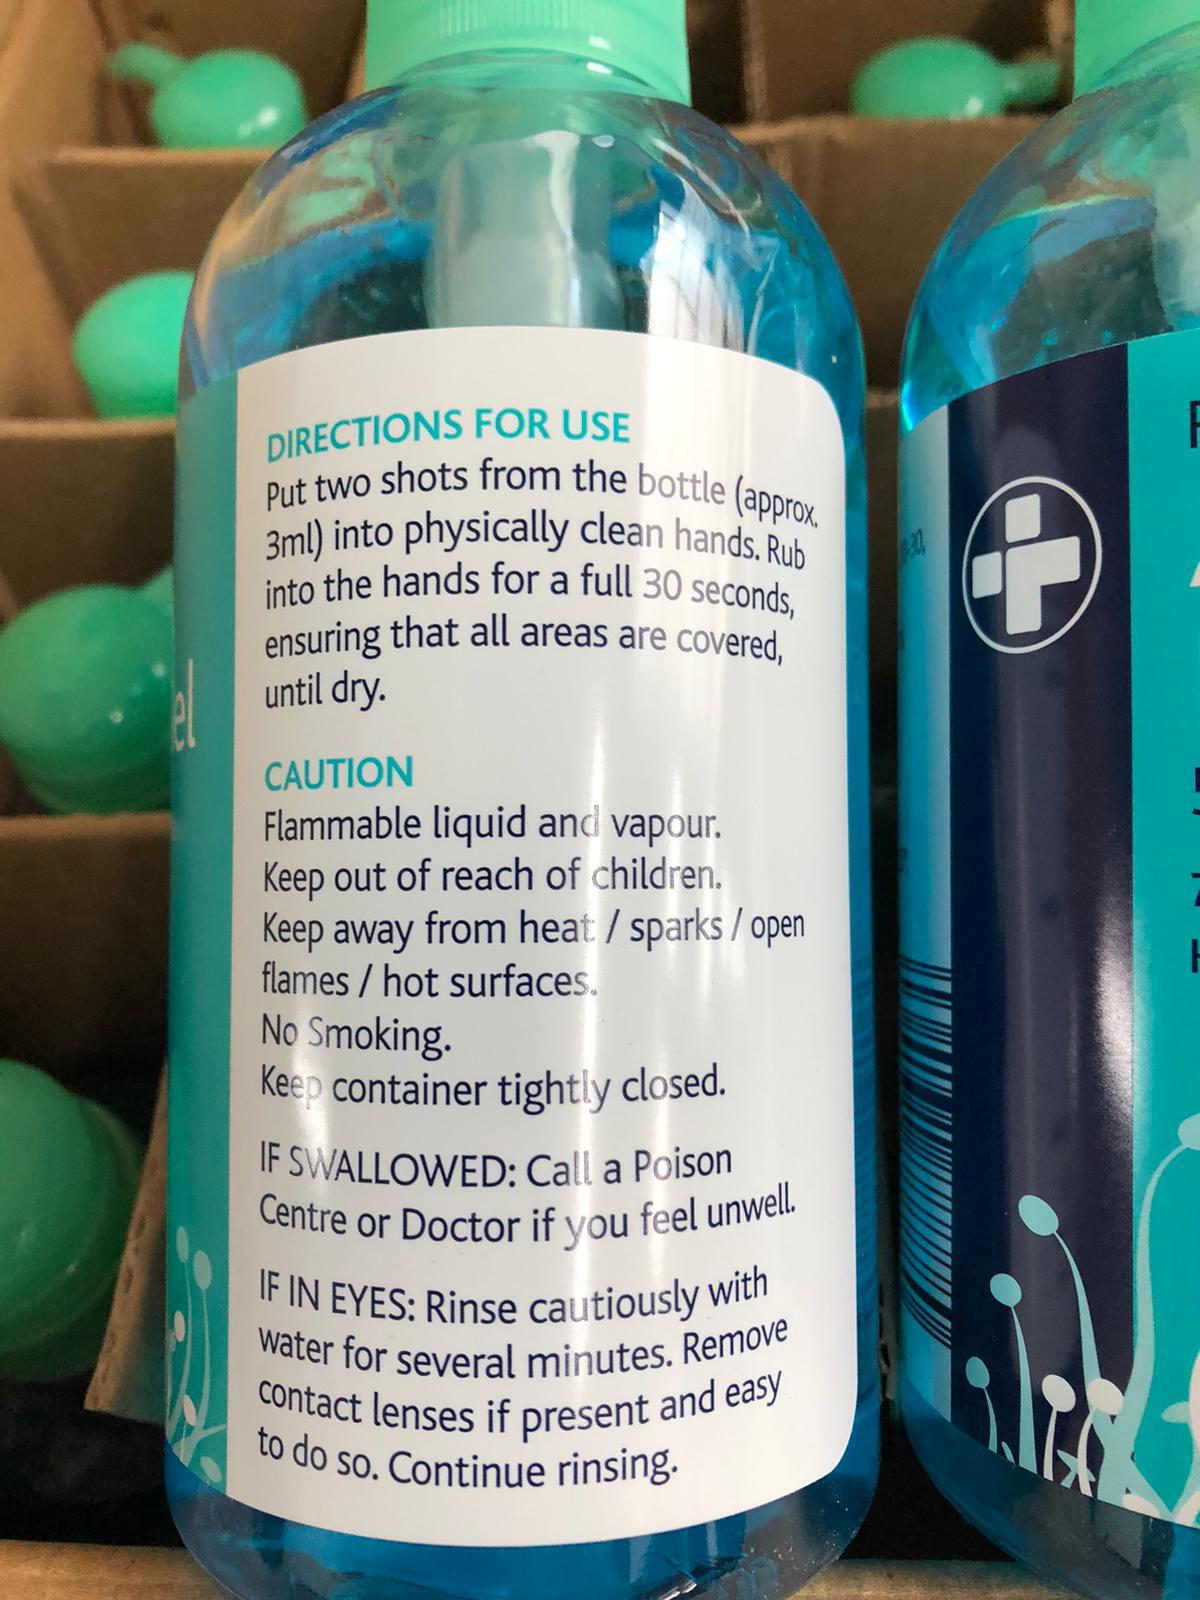 DIRECTIONS FOR USE
Put two shots from the bottle (approx.
3ml) into physically clean hands. Rub
into the hands for a full 30 seconds,
ensuring that all areas are covered,
until dry.
CAUTION
Flammable liquid and vapour.
Keep out of reach of children.
Keep away from heat / sparks / open
flames / hot surfaces.
No Smoking.
Keep container tightly closed.
IF SWALLOWED: Call a Poison
Centre or Doctor if you feel unwell.
IF IN EYES: Rinse cautiously with
water for several minutes. Remove
contact lenses if present and easy
to do so. Continue rinsing.